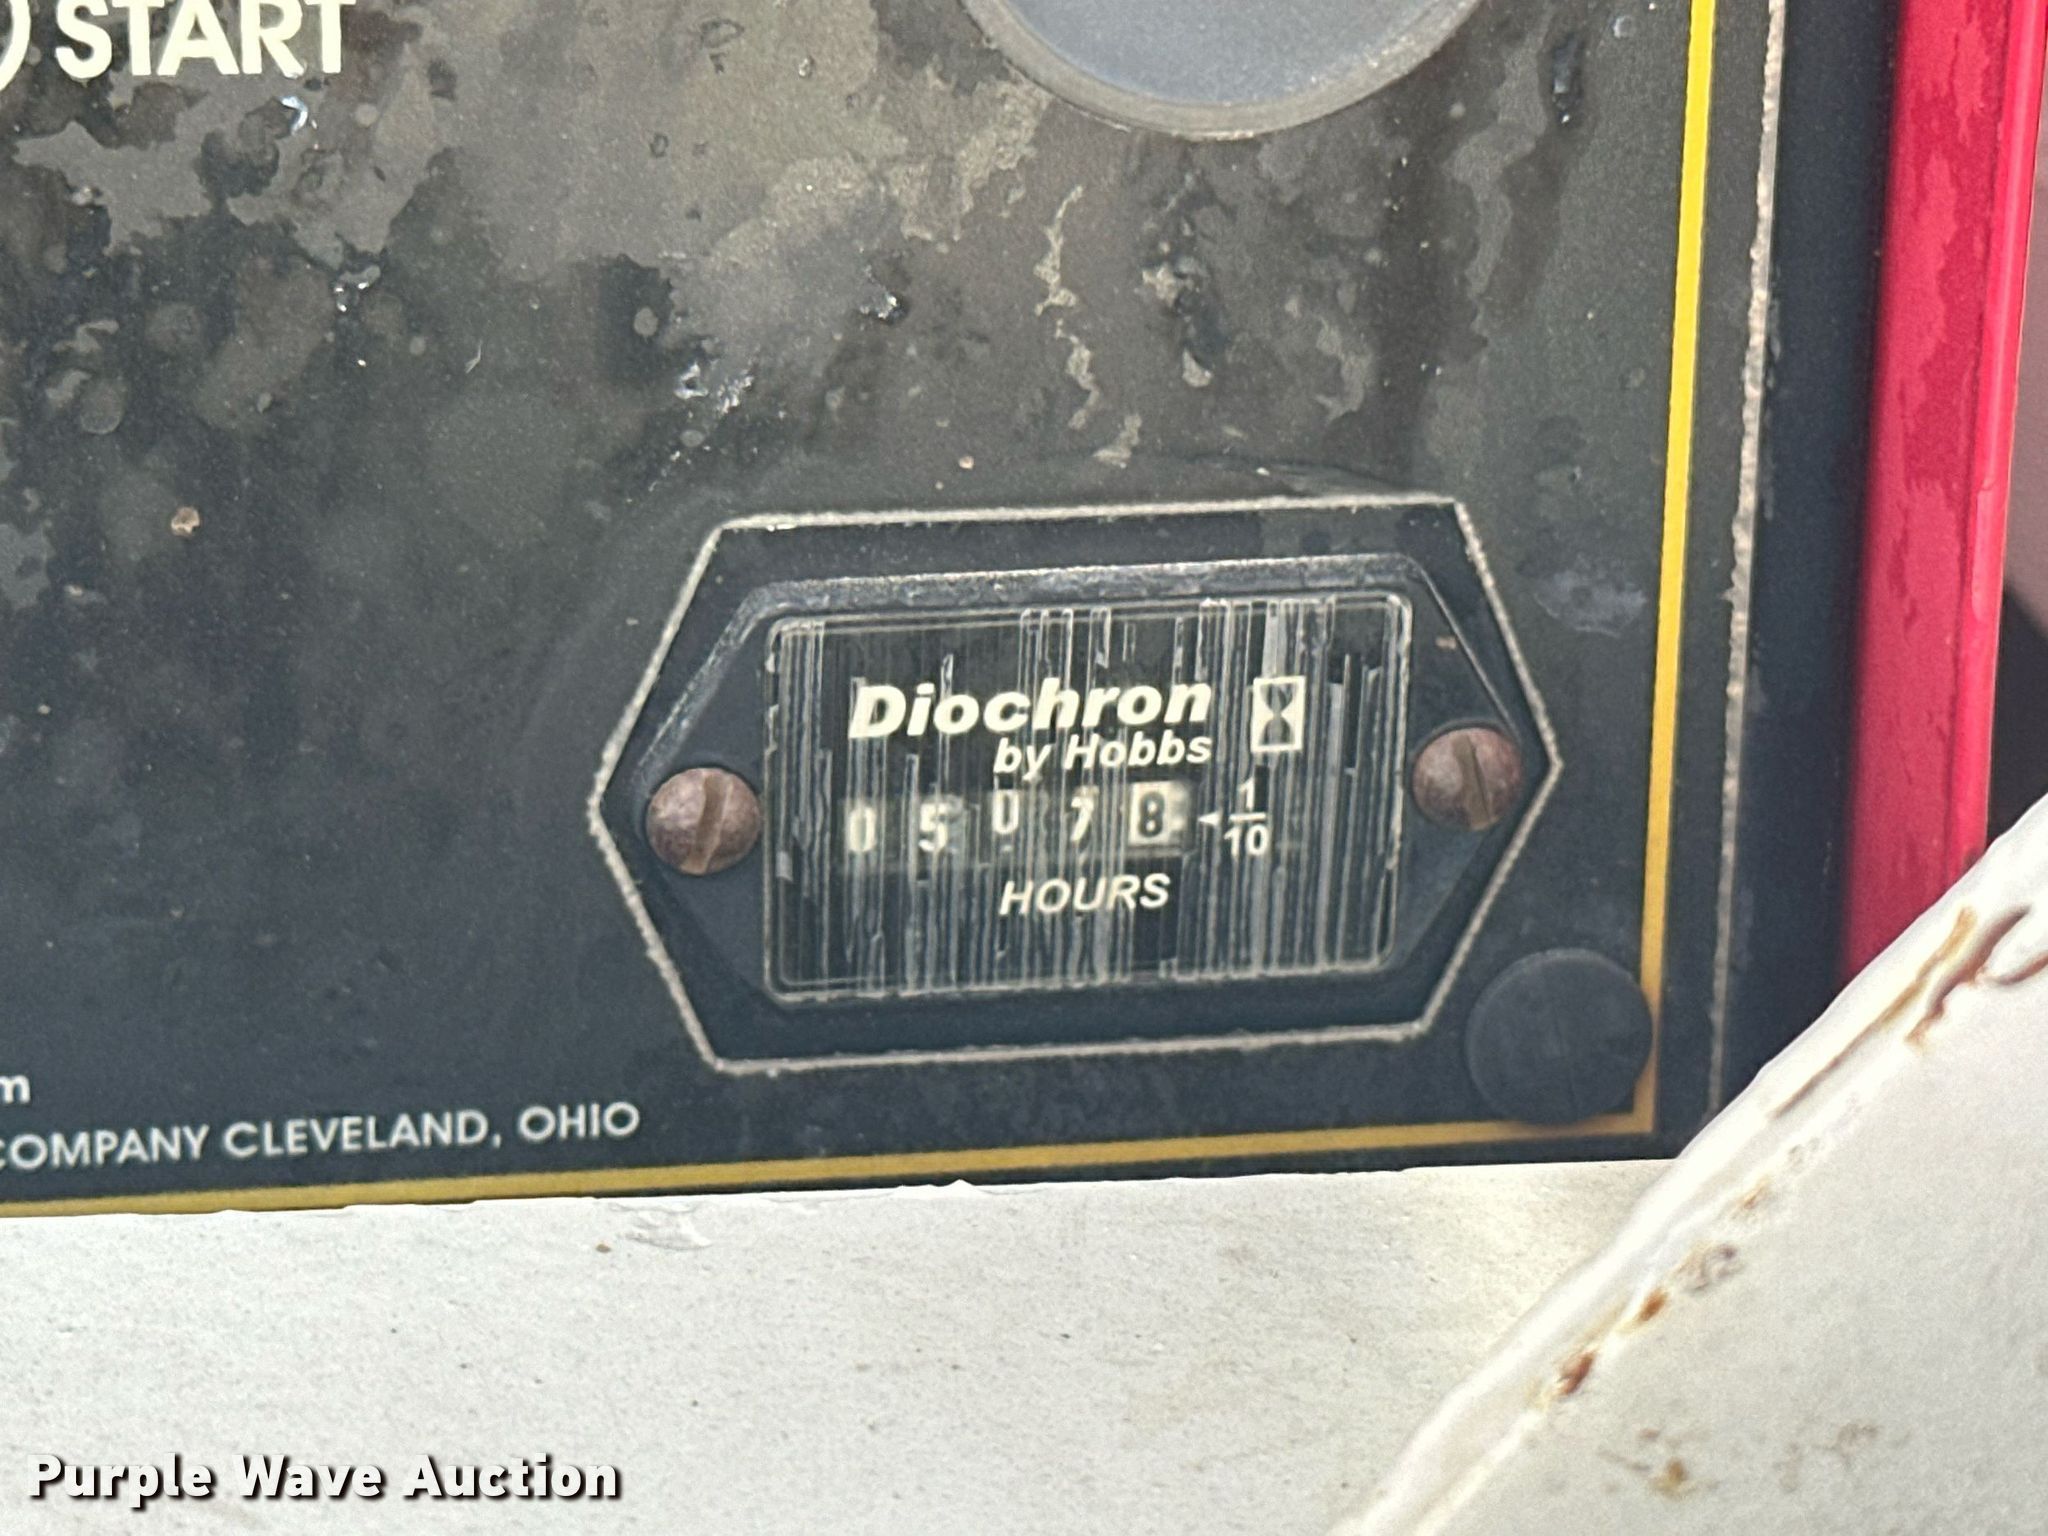 START
Diochron
by Hobbs
0 5 0 7 8 1/10
HOURS
m
COMPANY CLEVELAND, OHIO
Purple Wave Auction